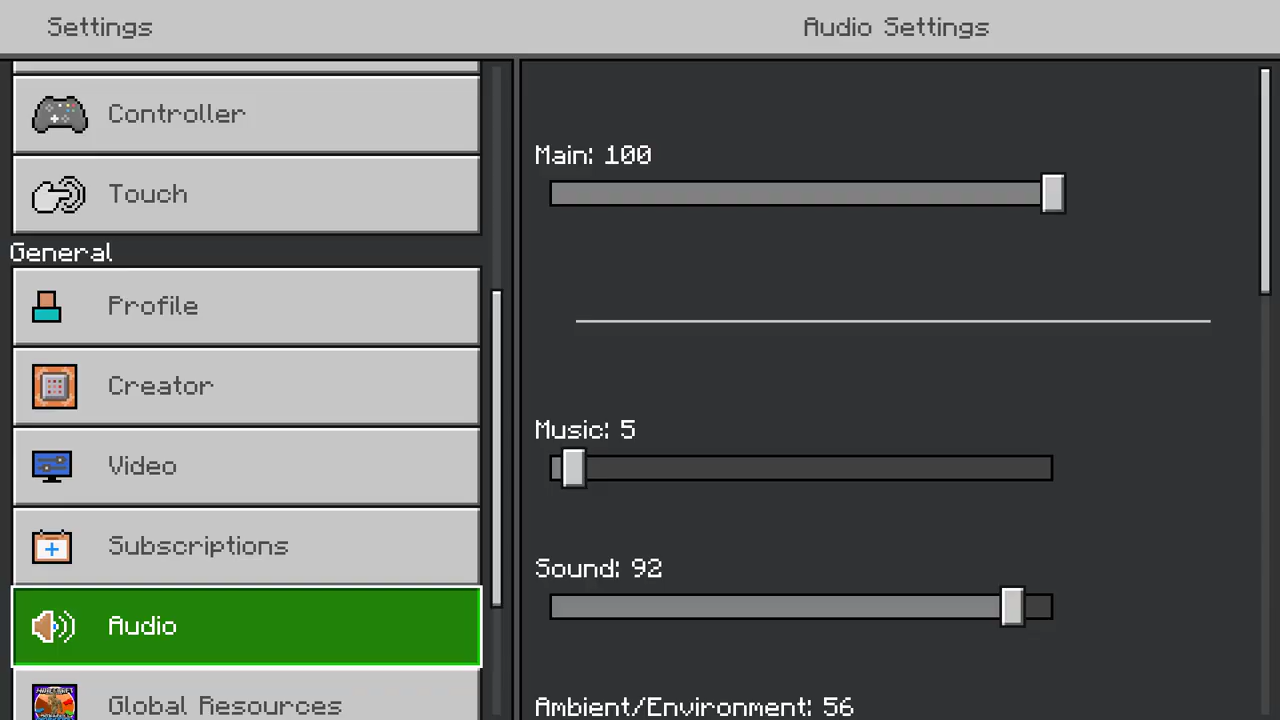 Settings
Audio Settings
Controller
Touch
General
Profile
Creator
Video
Subscriptions
Audio
Global Resources
Main: 100
Music: 5
Sound: 92
Ambient/Environment: 56